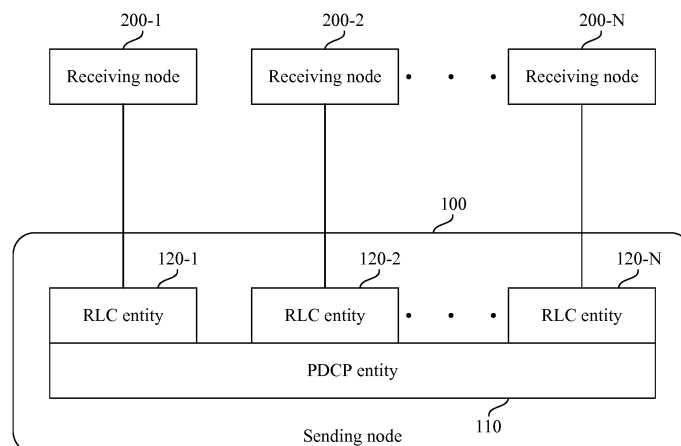 200-1 200-2 200-N
Receiving node Receiving node Receiving node
100
120-1 120-2 120-N
RLC entity RLC entity RLC entity
PDCP entity
110
Sending node